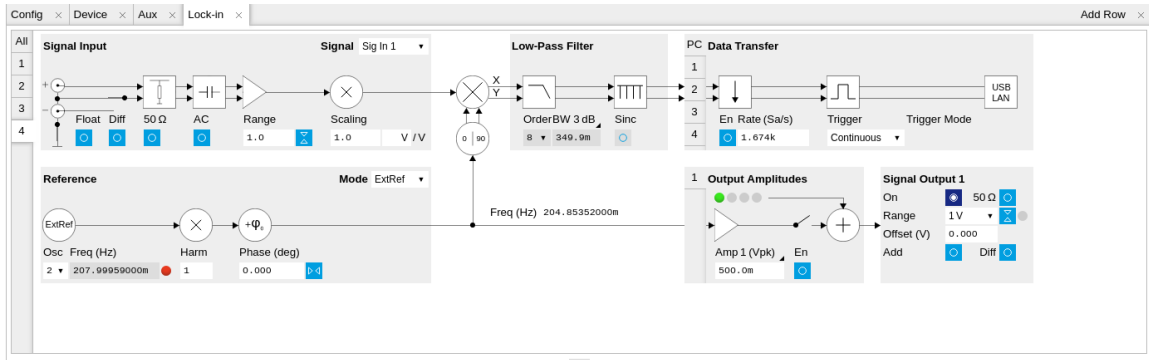 Config × Device × Aux × Lock-in × Add Row ×
All
1
2
3
4
Signal Input Signal Sig In 1
+
−
Float Diff 50 Ω AC Range Scaling
1.0 1.0 V / V
X
Y
0 | 90
Low-Pass Filter
Order BW 3 dB Sinc
8 349.9m
PC Data Transfer
1
2
3
4
USB
LAN
En Rate (Sa/s) Trigger Trigger Mode
1.674k Continuous
Reference Mode ExtRef
ExtRef +φ₀
Osc Freq (Hz) Harm Phase (deg)
2 207.99959000m 1 0.000
Freq (Hz) 204.85352000m
1 Output Amplitudes
Amp 1 (Vpk) En
500.0m
Signal Output 1
On 50 Ω
Range 1 V
Offset (V) 0.000
Add Diff